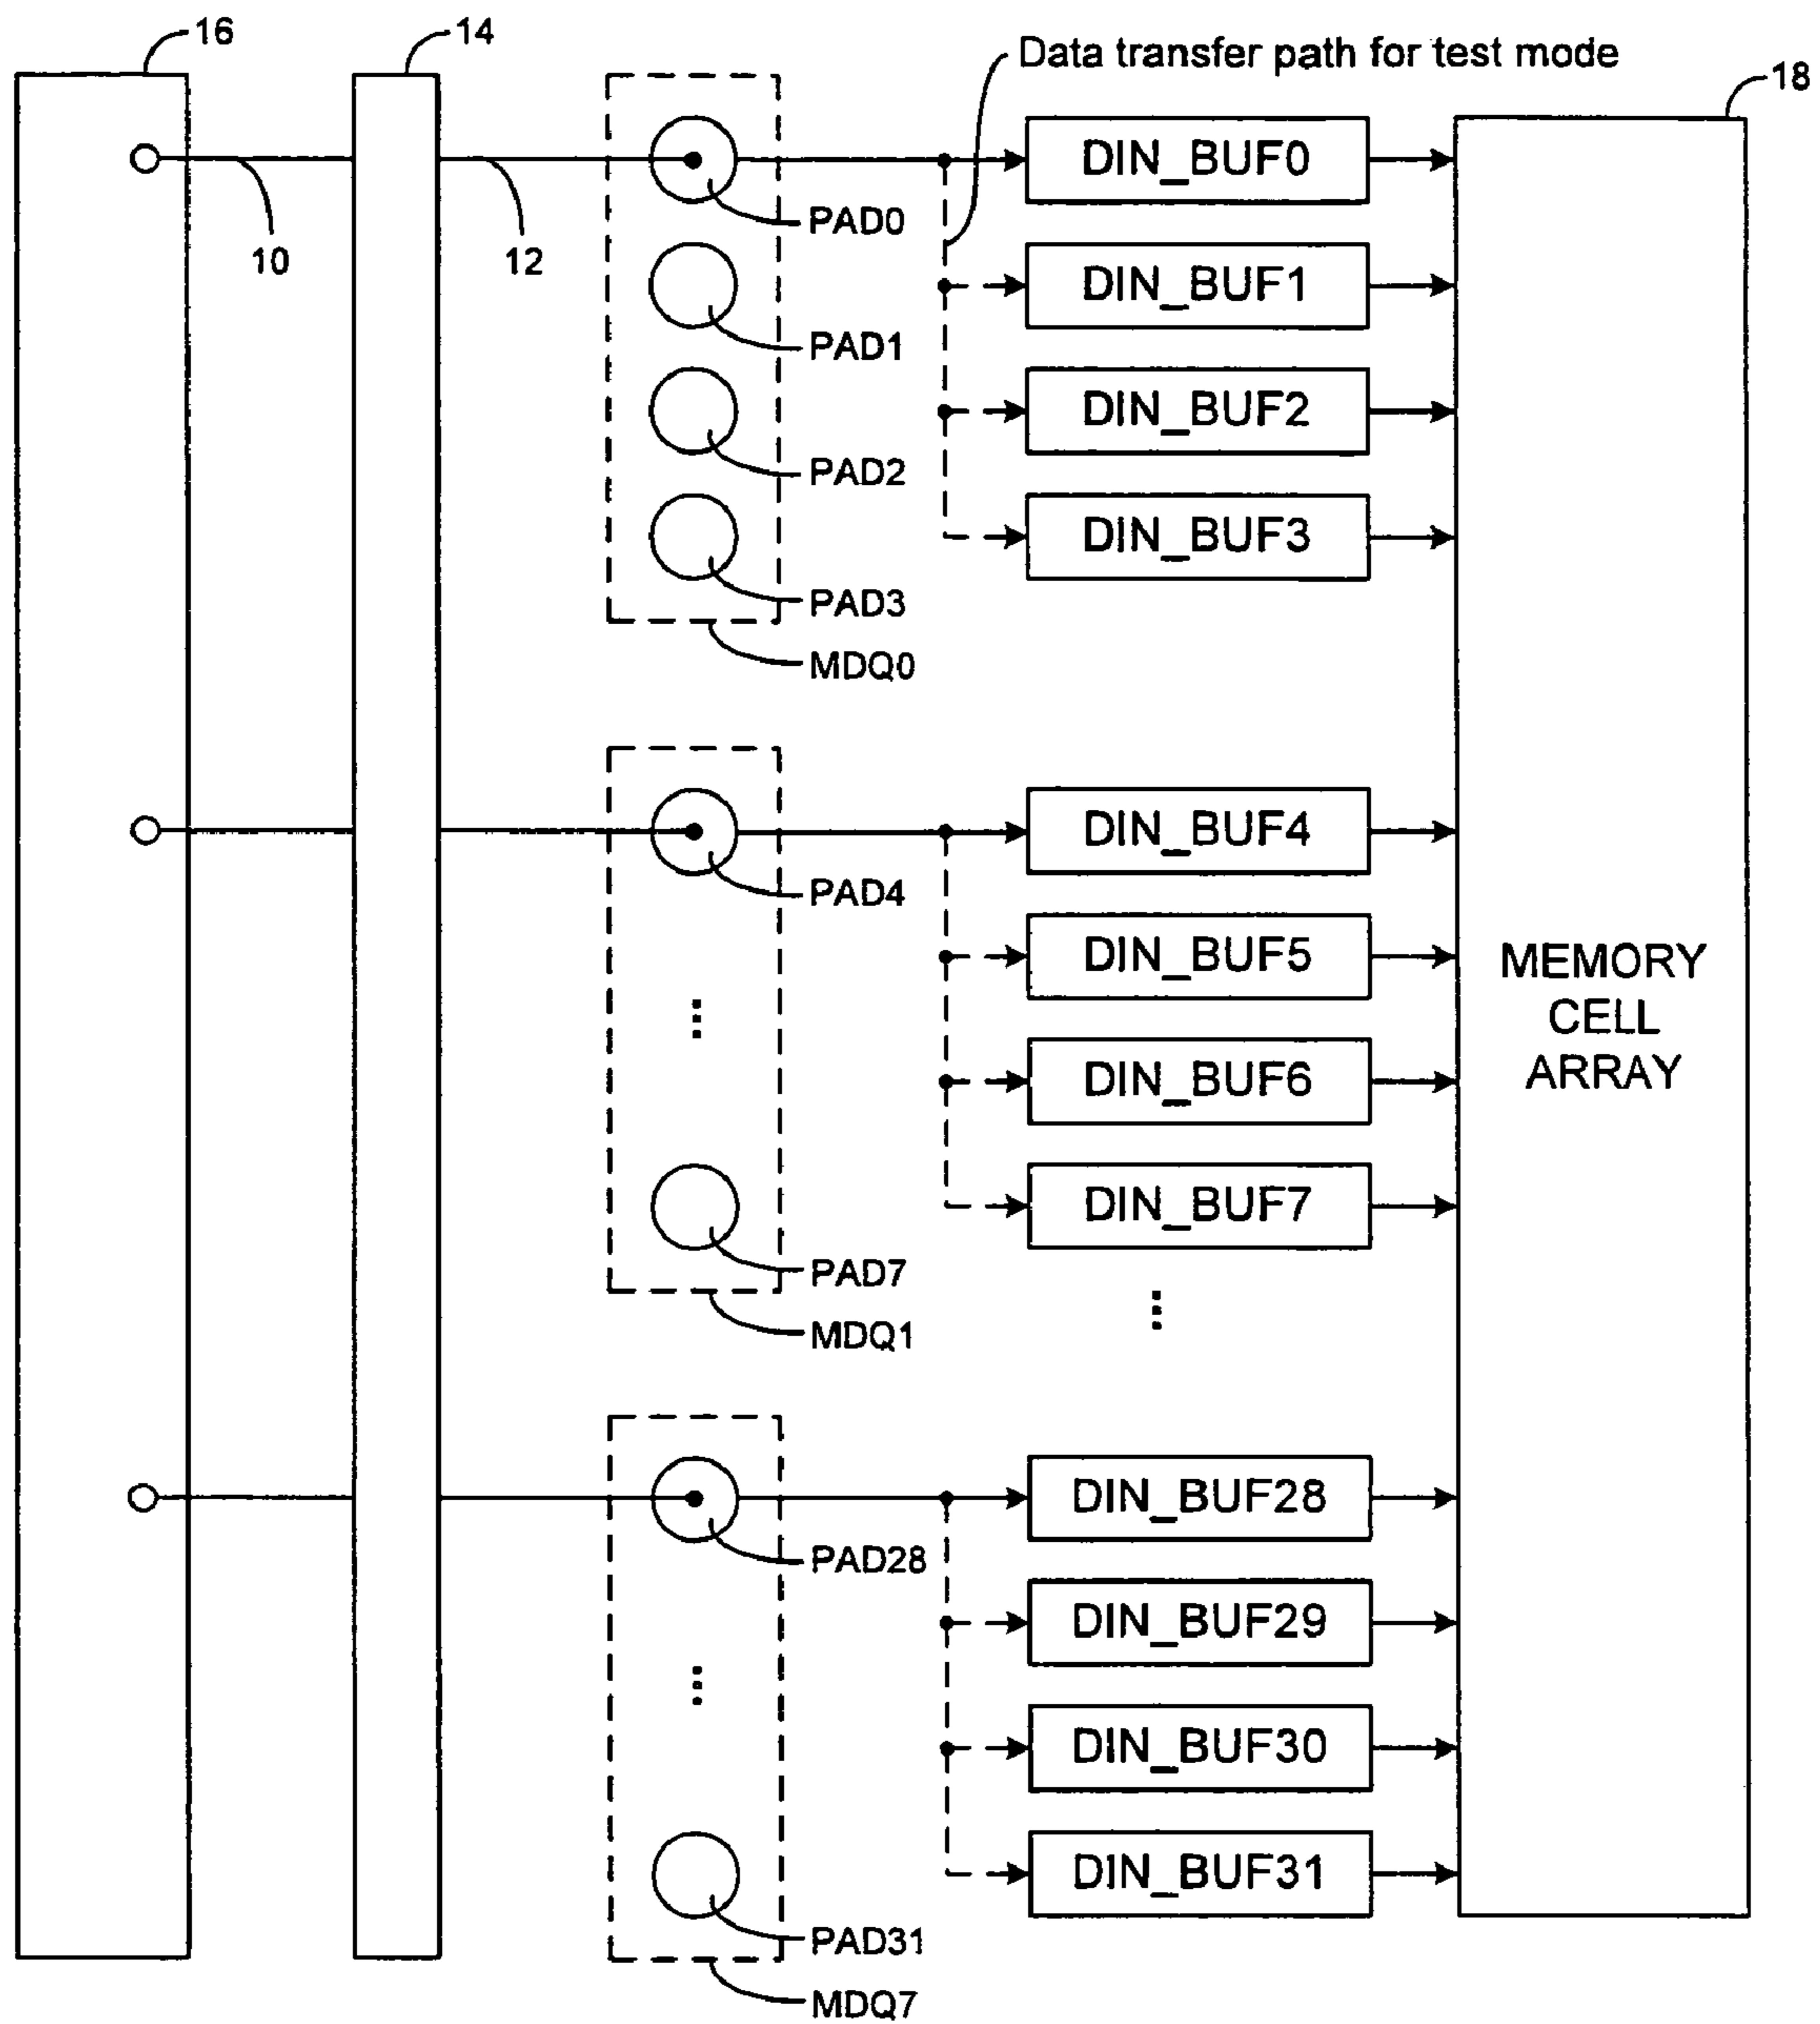 16
14
Data transfer path for test mode
18
DIN_BUF0
PAD0
10
12
DIN_BUF1
PAD1
DIN_BUF2
PAD2
DIN_BUF3
PAD3
MDQ0
DIN_BUF4
PAD4
DIN_BUF5
MEMORY
CELL
ARRAY
DIN_BUF6
DIN_BUF7
PAD7
MDQ1
DIN_BUF28
PAD28
DIN_BUF29
DIN_BUF30
DIN_BUF31
PAD31
MDQ7